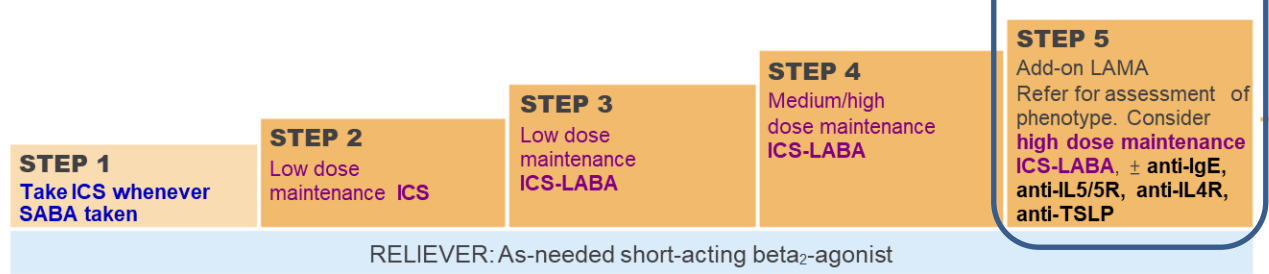 STEP 1
Take ICS whenever
SABA taken
STEP 2
Low dose
maintenance ICS
STEP 3
Low dose
maintenance
ICS-LABA
STEP 4
Medium/high
dose maintenance
ICS-LABA
STEP 5
Add-on LAMA
Refer for assessment of
phenotype. Consider
high dose maintenance
ICS-LABA, ± anti-IgE,
anti-IL5/5R, anti-IL4R,
anti-TSLP
RELIEVER: As-needed short-acting beta₂-agonist